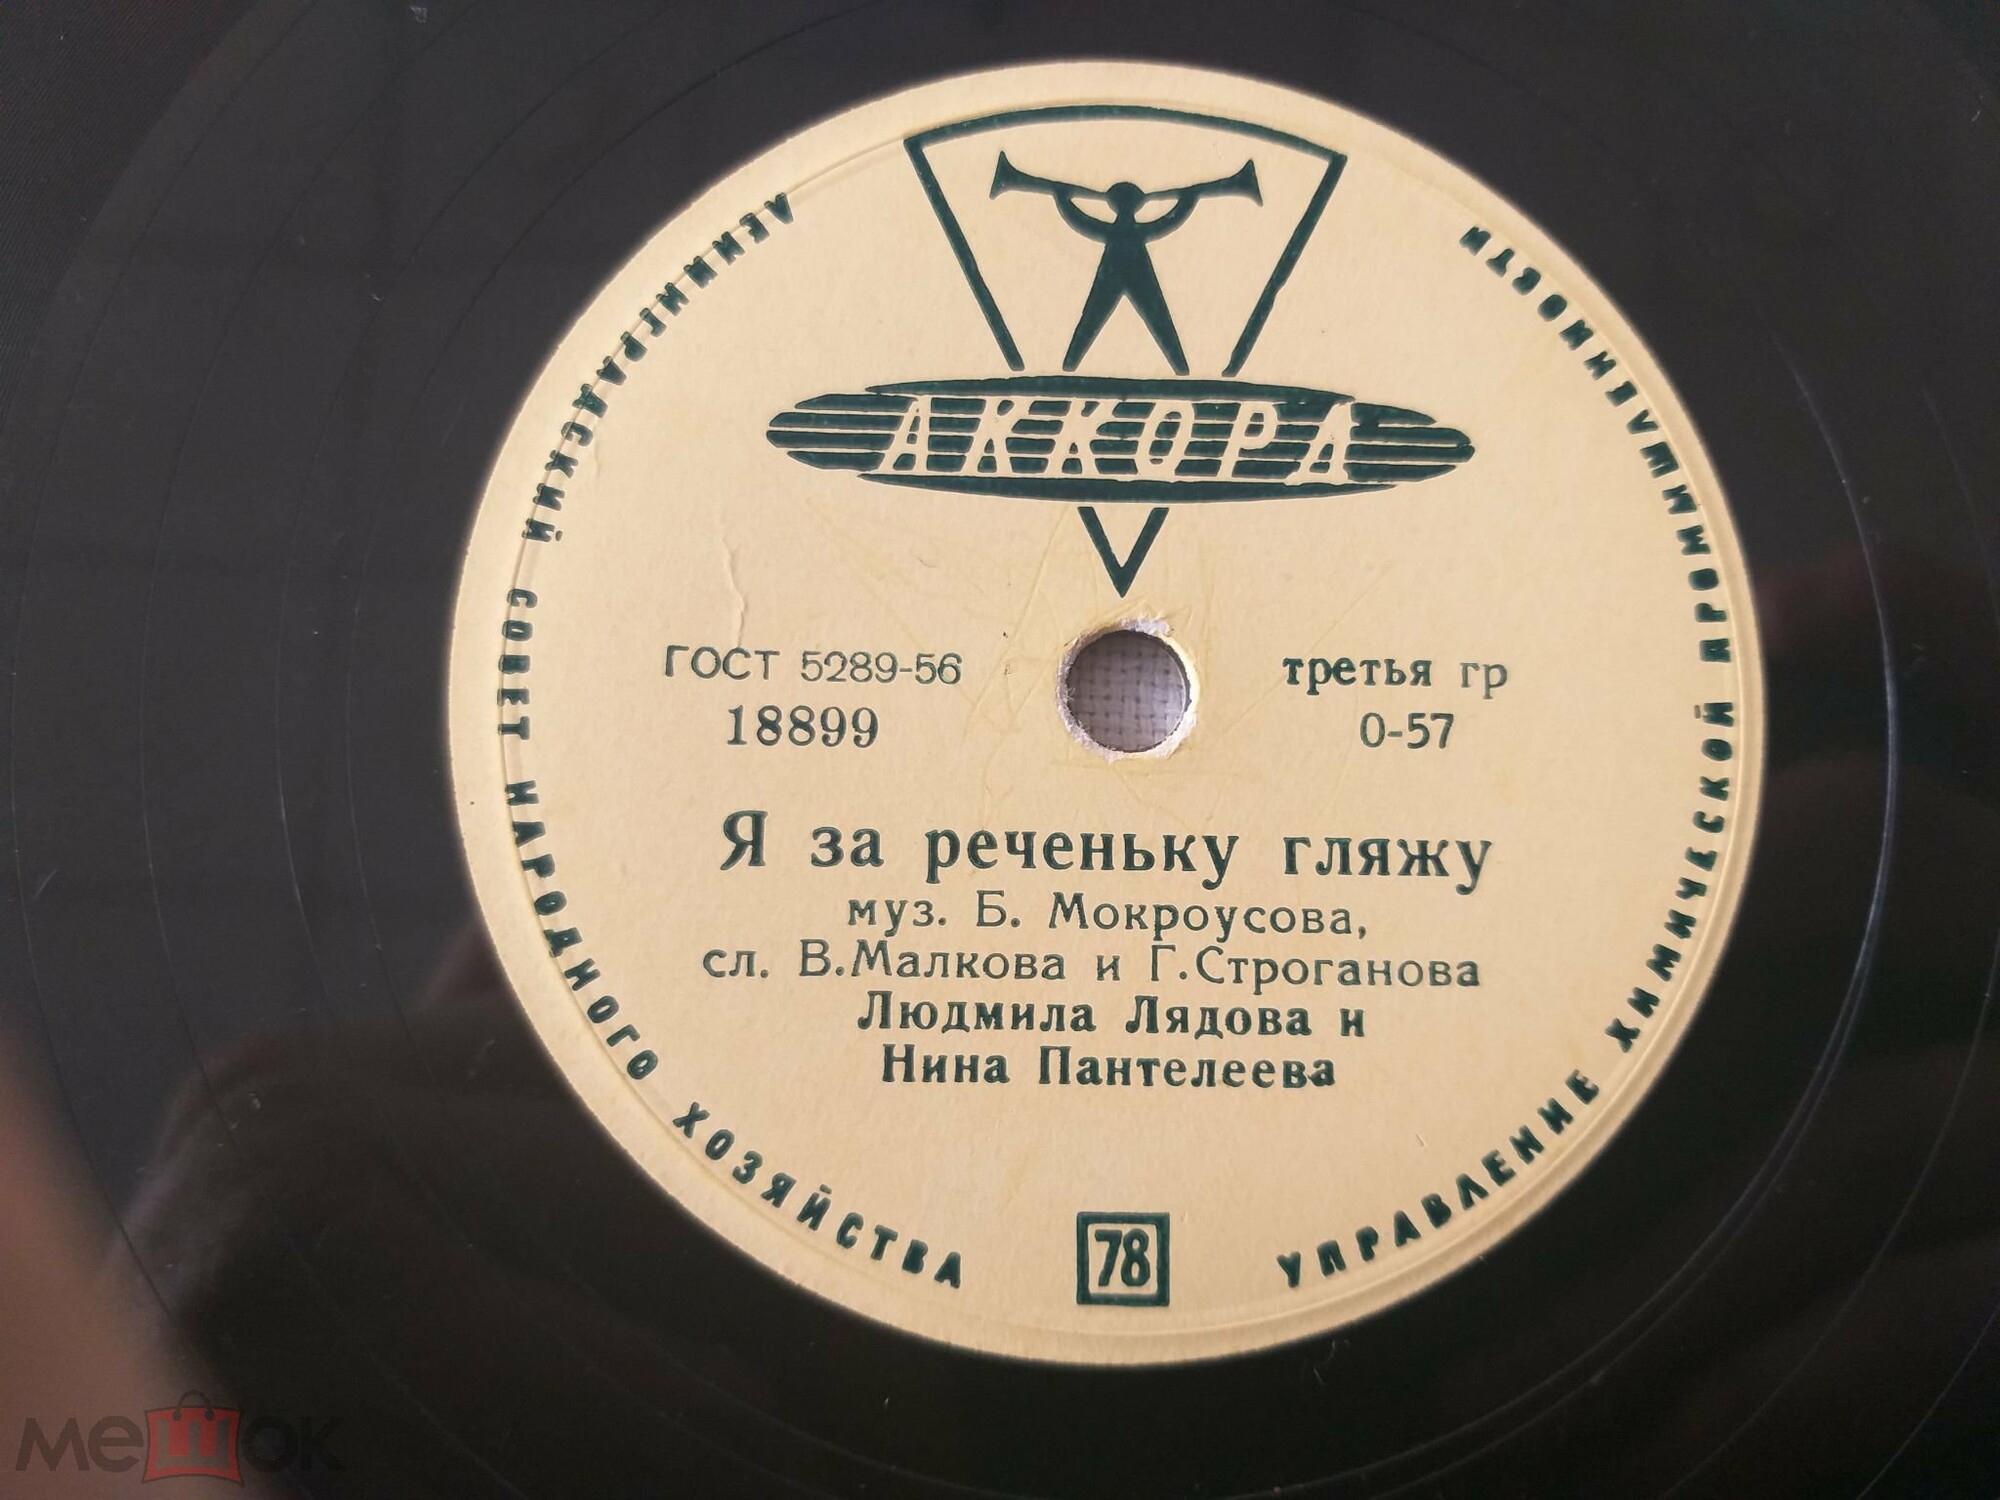 АККОРД
ЛЕНИНГРАДСКИЙ СОВЕТ НАРОДНОГО ХОЗЯЙСТВА
УПРАВЛЕНИЕ ХИМИЧЕСКОЙ ПРОМЫШЛЕННОСТИ
ГОСТ 5289-56
18899
третья гр
0-57
Я за реченьку гляжу
муз. Б. Мокроусова,
сл. В.Малкова и Г.Строганова
Людмила Лядова и
Нина Пантелеева
78
мешок